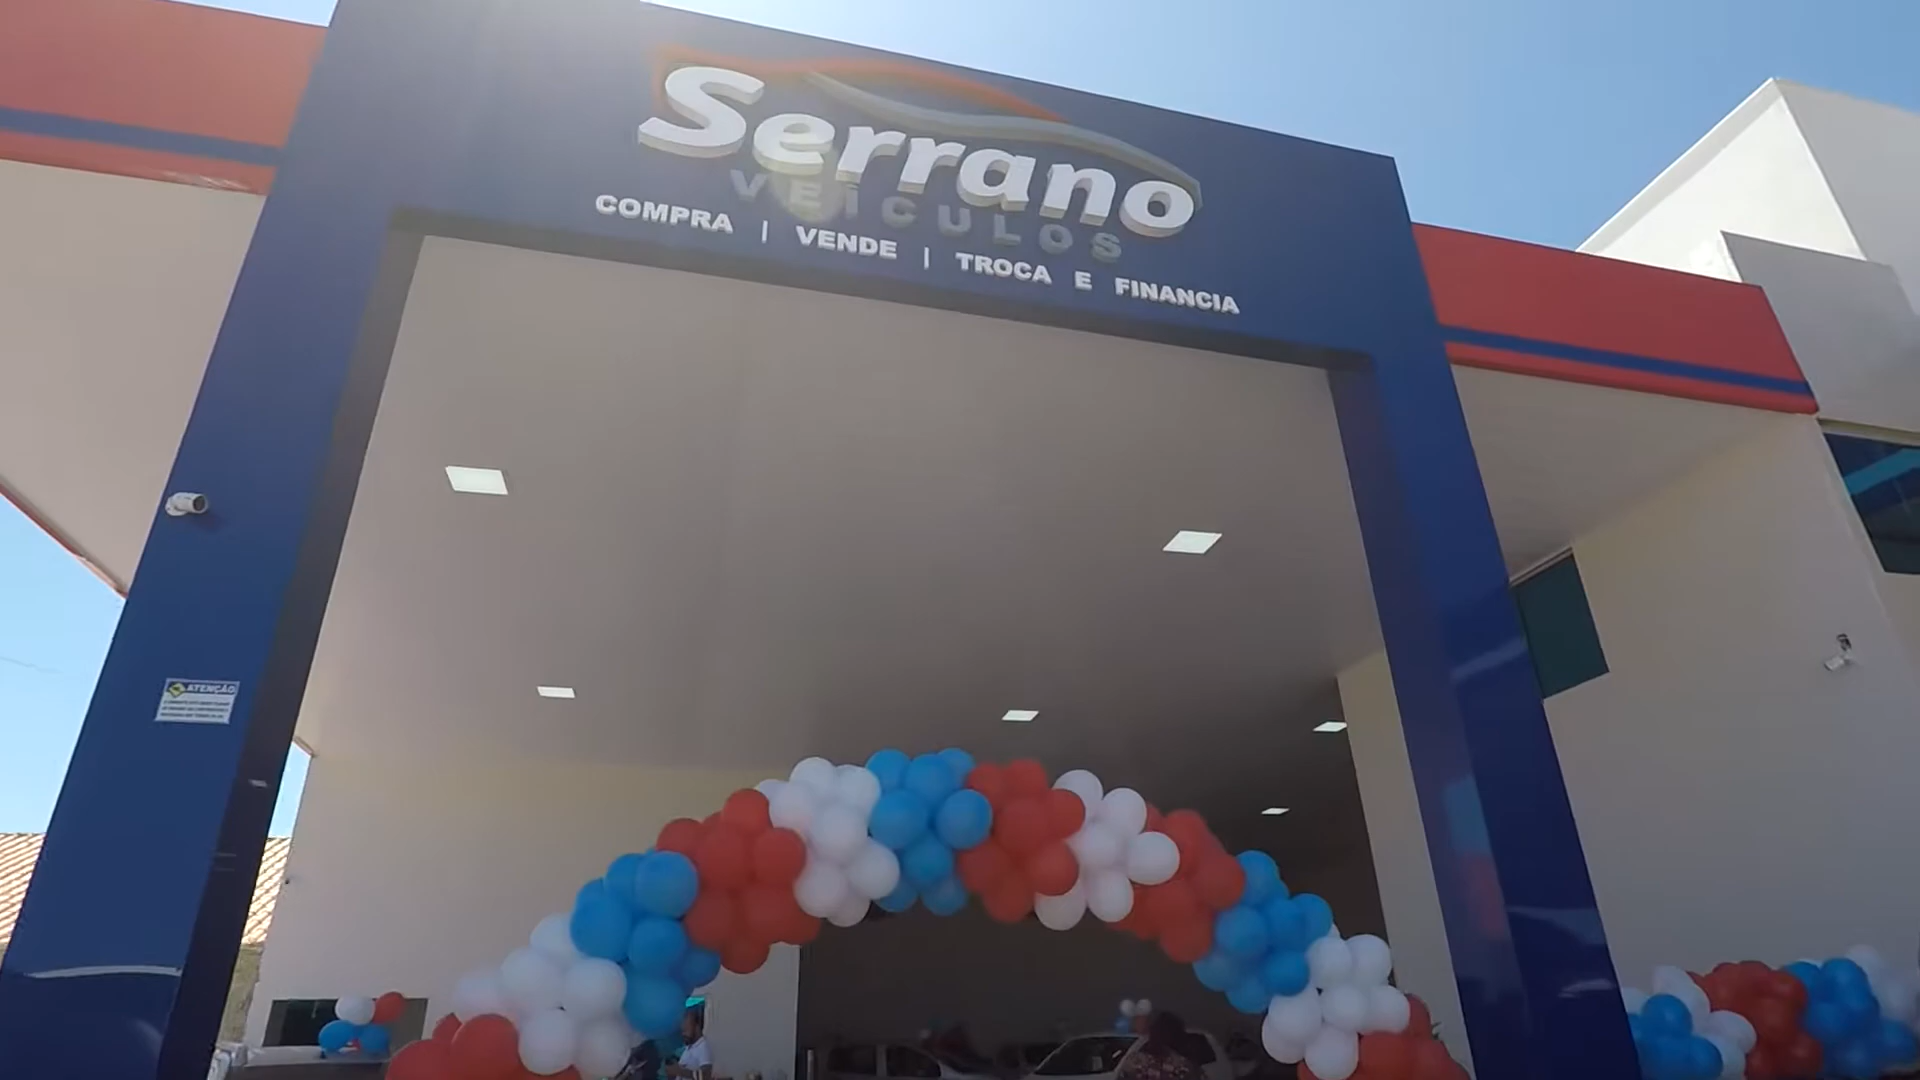 Serrano
VEÍCULOS
COMPRA | VENDE | TROCA E FINANCIA
ATENÇÃO